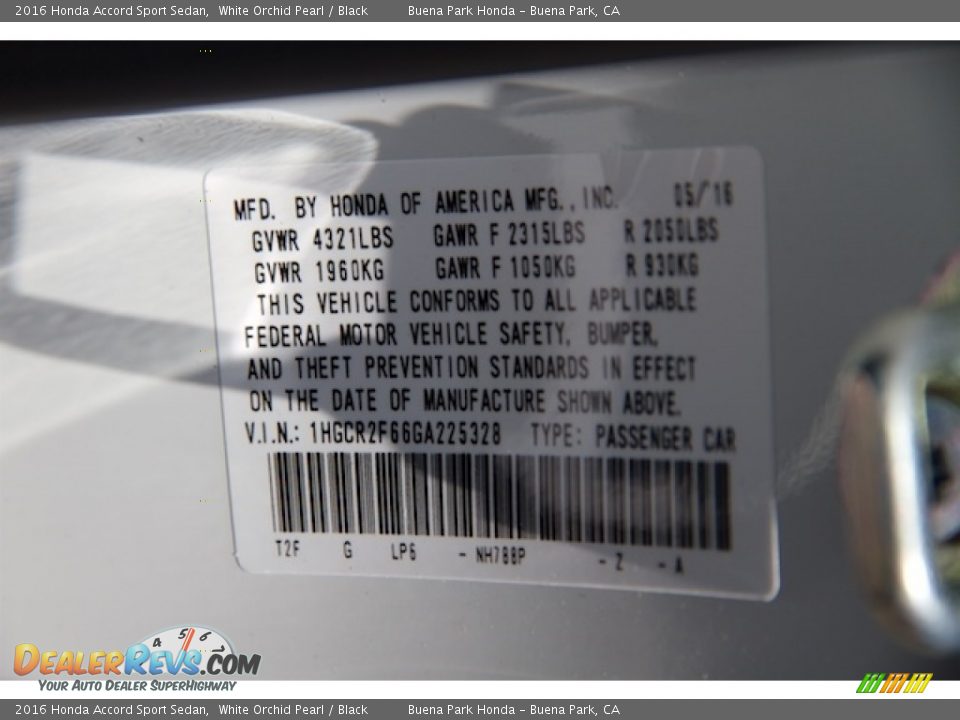 2016 Honda Accord Sport Sedan, White Orchid Pearl / Black Buena Park Honda - Buena Park, CA
MFD. BY HONDA OF AMERICA MFG., INC. 05/16
GVWR 4321LBS GAWR F 2315LBS R 2050LBS
GVWR 1960KG GAWR F 1050KG R 930KG
THIS VEHICLE CONFORMS TO ALL APPLICABLE
FEDERAL MOTOR VEHICLE SAFETY, BUMPER,
AND THEFT PREVENTION STANDARDS IN EFFECT
ON THE DATE OF MANUFACTURE SHOWN ABOVE.
V.I.N.: 1HGCR2F66GA225328 TYPE: PASSENGER CAR
T2F G LP6 - NH788P - Z - A
4 5 6
DEALERREVS.COM
YOUR AUTO DEALER SUPERHIGHWAY
2016 Honda Accord Sport Sedan, White Orchid Pearl / Black Buena Park Honda - Buena Park, CA